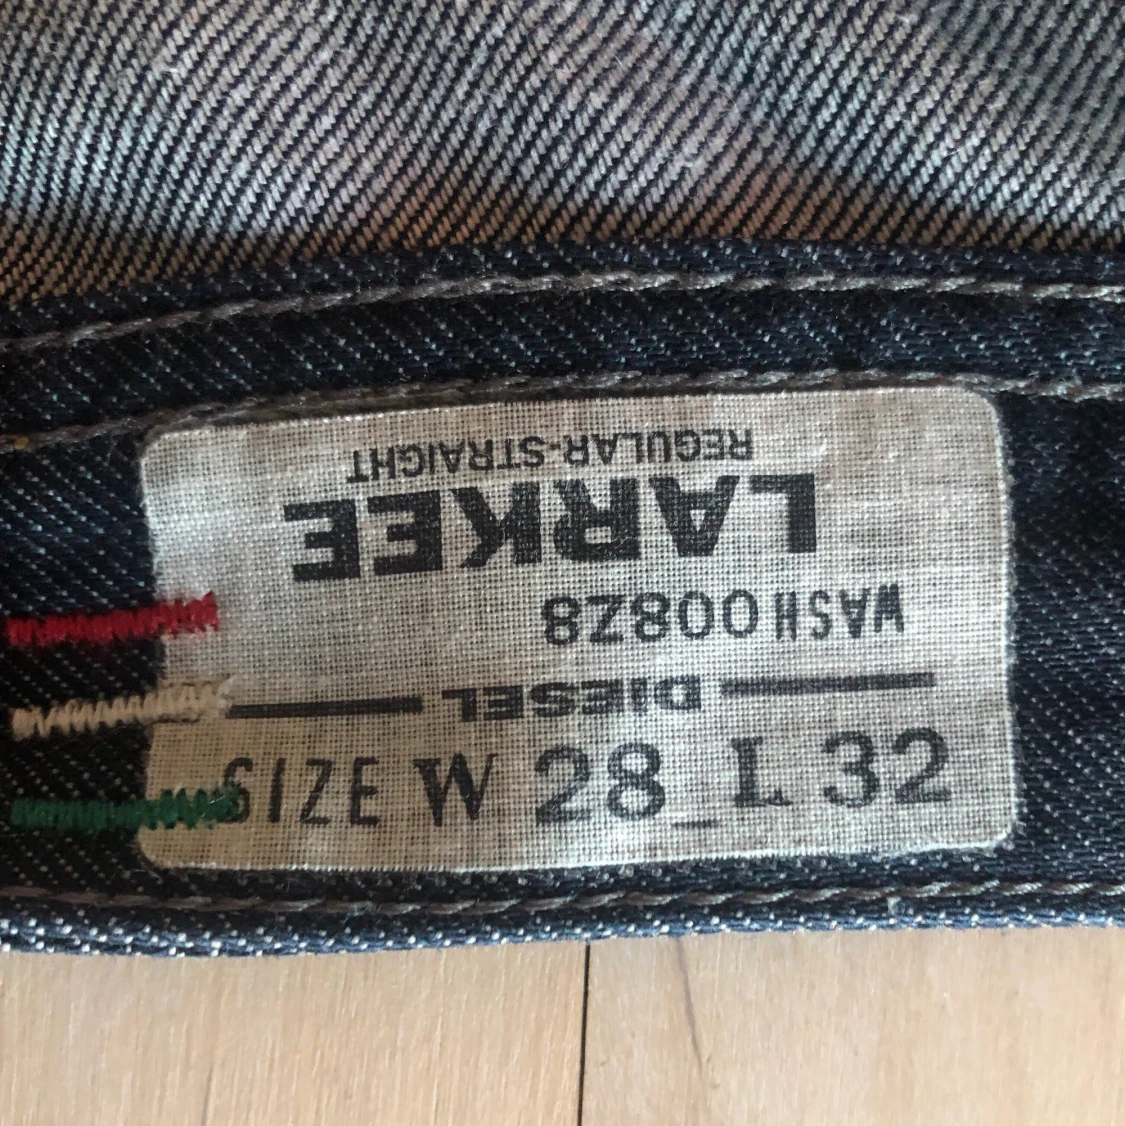 DIESEL
WASH 008Z8
LARKEE
REGULAR-STRAIGHT
SIZE W 28_L 32